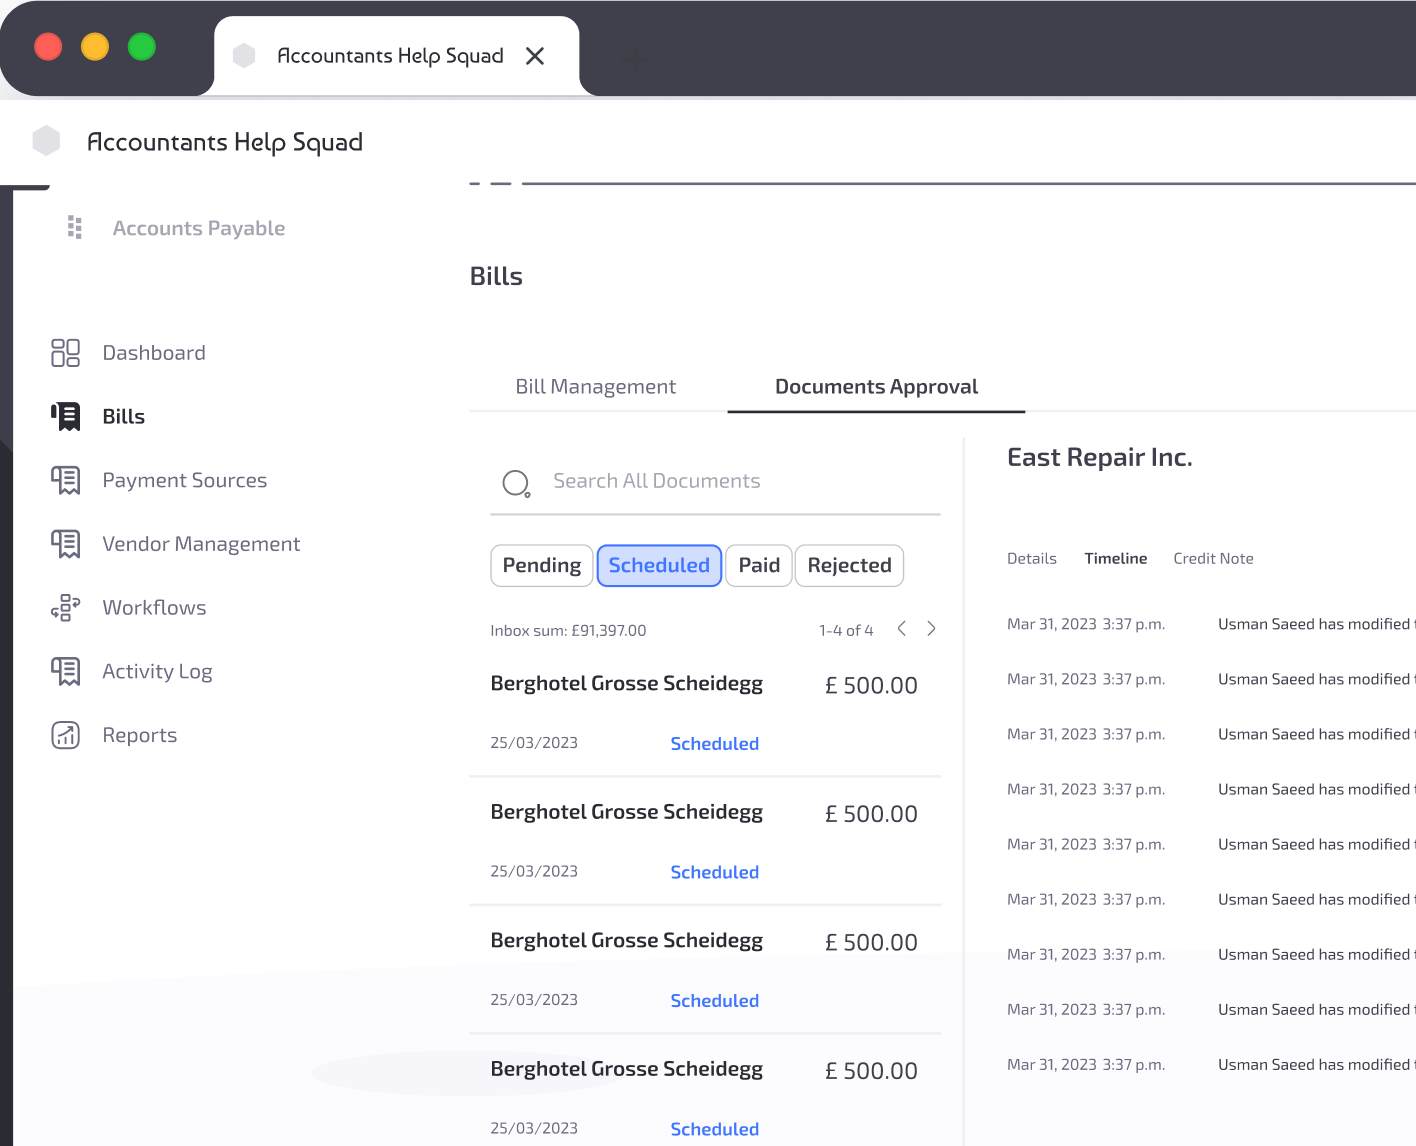 Accountants Help Squad
Accountants Help Squad
Accounts Payable
Dashboard
Bills
Payment Sources
Vendor Management
Workflows
Activity Log
Reports
Bills
Bill Management
Documents Approval
Search All Documents
Pending
Scheduled
Paid
Rejected
Inbox sum: £91,397.00
1-4 of 4
Berghotel Grosse Scheidegg
£ 500.00
25/03/2023
Scheduled
Berghotel Grosse Scheidegg
£ 500.00
25/03/2023
Scheduled
Berghotel Grosse Scheidegg
£ 500.00
25/03/2023
Scheduled
Berghotel Grosse Scheidegg
£ 500.00
25/03/2023
Scheduled
East Repair Inc.
Details
Timeline
Credit Note
Mar 31, 2023 3:37 p.m. Usman Saeed has modified
Mar 31, 2023 3:37 p.m. Usman Saeed has modified
Mar 31, 2023 3:37 p.m. Usman Saeed has modified
Mar 31, 2023 3:37 p.m. Usman Saeed has modified
Mar 31, 2023 3:37 p.m. Usman Saeed has modified
Mar 31, 2023 3:37 p.m. Usman Saeed has modified
Mar 31, 2023 3:37 p.m. Usman Saeed has modified
Mar 31, 2023 3:37 p.m. Usman Saeed has modified
Mar 31, 2023 3:37 p.m. Usman Saeed has modified